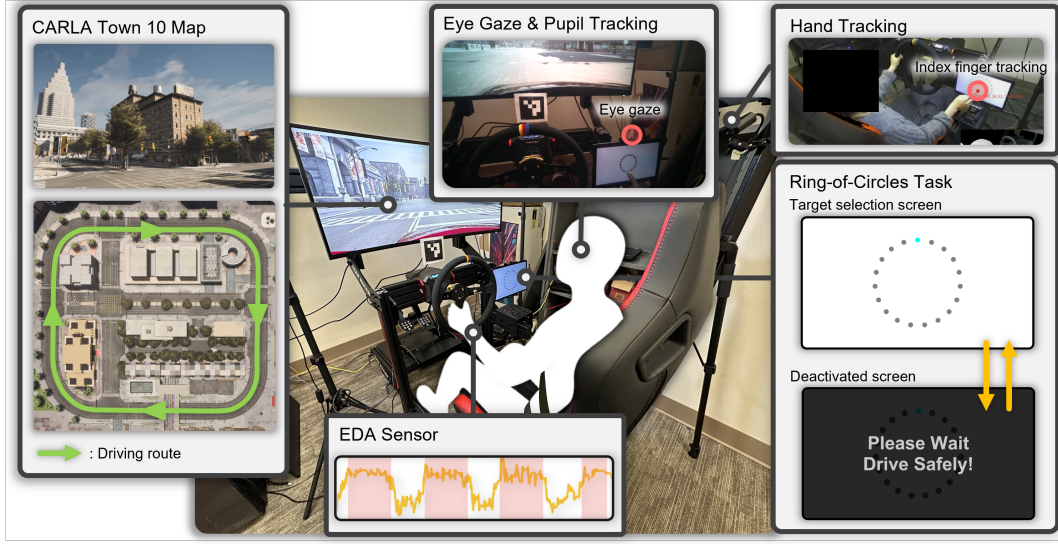 CARLA Town 10 Map
: Driving route
Eye Gaze & Pupil Tracking
Eye gaze
EDA Sensor
Hand Tracking
Index finger tracking
Ring-of-Circles Task
Target selection screen
Deactivated screen
Please Wait
Drive Safely!